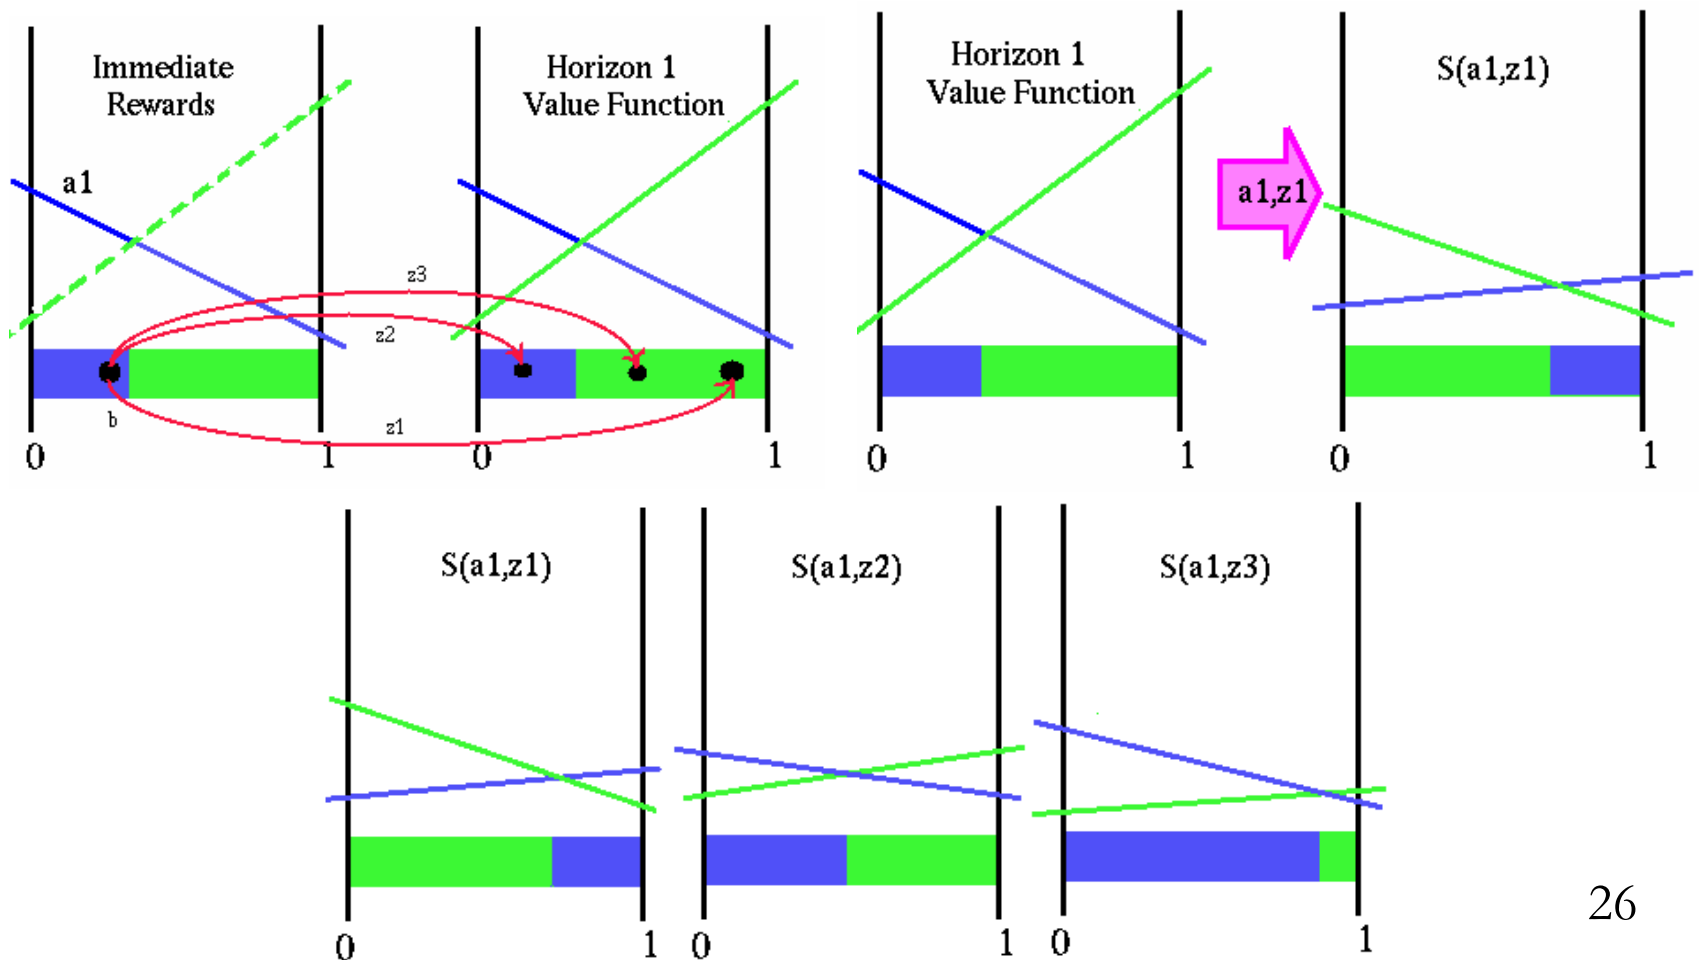 Immediate
Rewards
a1
b
0
1
Horizon 1
Value Function
z3
z2
z1
0
1
Horizon 1
Value Function
0
1
a1,z1
S(a1,z1)
0
1
S(a1,z1)
0
1
S(a1,z2)
0
1
S(a1,z3)
0
1
26